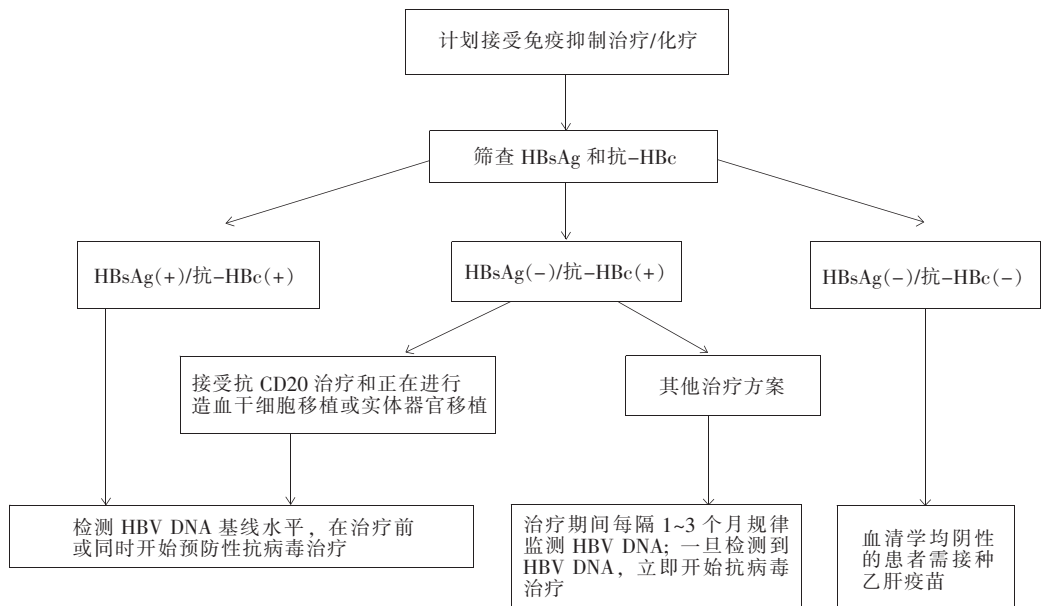 计划接受免疫抑制治疗/化疗
筛查 HBsAg 和抗-HBc
HBsAg(+)/抗-HBc(+)
HBsAg(-)/抗-HBc(+)
HBsAg(-)/抗-HBc(-)
接受抗 CD20 治疗和正在进行
造血干细胞移植或实体器官移植
其他治疗方案
检测 HBV DNA 基线水平，在治疗前
或同时开始预防性抗病毒治疗
治疗期间每隔 1~3 个月规律
监测 HBV DNA; 一旦检测到
HBV DNA，立即开始抗病毒
治疗
血清学均阴性
的患者需接种
乙肝疫苗